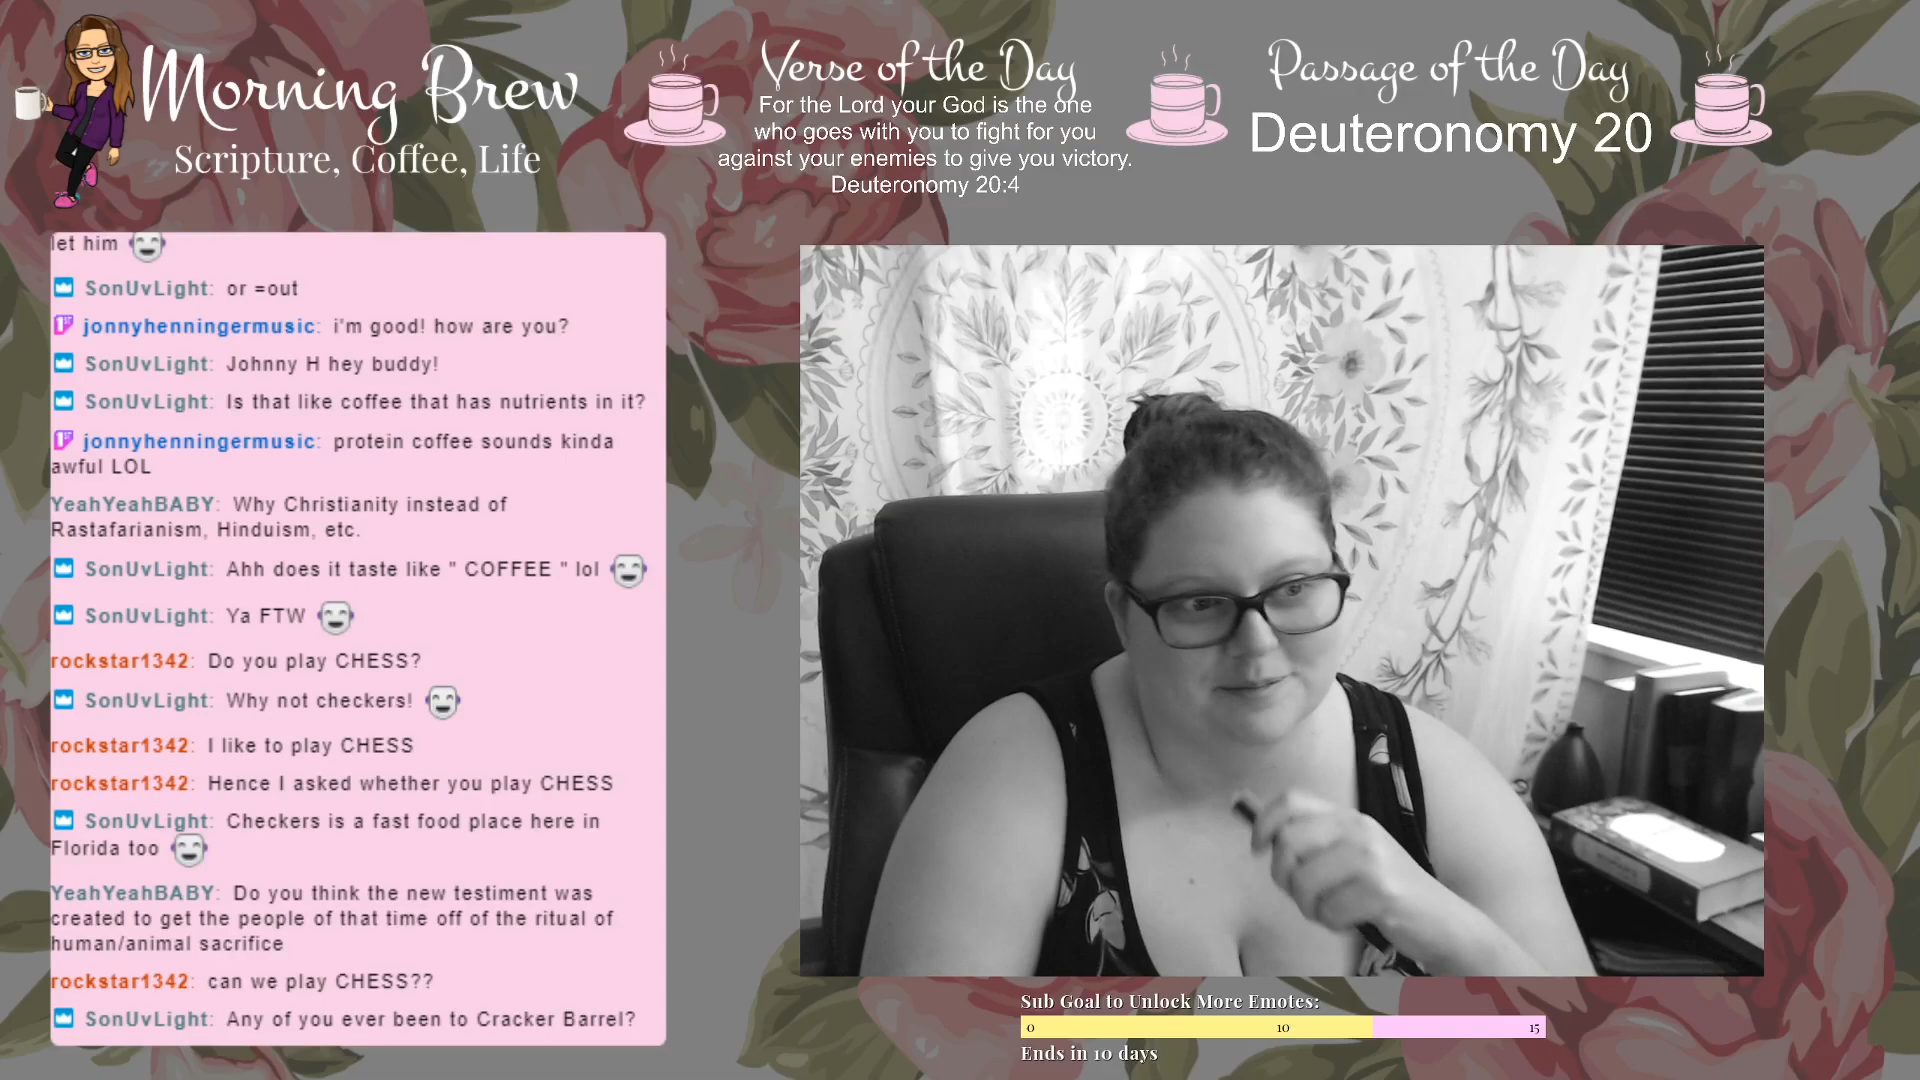 Morning Brew
Scripture, Coffee, Life
Verse of the Day
For the Lord your God is the one
who goes with you to fight for you
against your enemies to give you victory.
Deuteronomy 20:4
Passage of the Day
Deuteronomy 20
let him
SonUvLight: or =out
jonnyhenningermusic: i'm good! how are you?
SonUvLight: Johnny H hey buddy!
SonUvLight: Is that like coffee that has nutrients in it?
jonnyhenningermusic: protein coffee sounds kinda
awful LOL
YeahYeahBABY: Why Christianity instead of
Rastafarianism, Hinduism, etc.
SonUvLight: Ahh does it taste like " COFFEE " lol
SonUvLight: Ya FTW
rockstar1342: Do you play CHESS?
SonUvLight: Why not checkers!
rockstar1342: I like to play CHESS
rockstar1342: Hence I asked whether you play CHESS
SonUvLight: Checkers is a fast food place here in
Florida too
YeahYeahBABY: Do you think the new testiment was
created to get the people of that time off of the ritual of
human/animal sacrifice
rockstar1342: can we play CHESS??
SonUvLight: Any of you ever been to Cracker Barrel?
Sub Goal to Unlock More Emotes:
0 10 15
Ends in 10 days